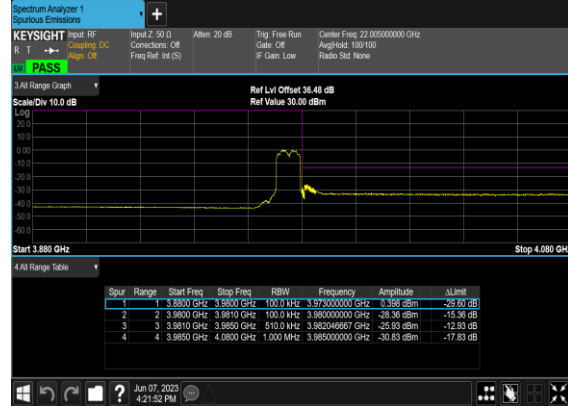 Spectrum Analyzer 1
Spurious Emissions
KEYSIGHT Input: RF Input Z: 50 Ω Atten: 20 dB Trig: Free Run Center Freq: 22.005000000 GHz
R T Coupling: DC Corrections: Off Gate: Off Avg|Hold: 100/100
Align: Off Freq Ref: Int (S) IF Gain: Low Radio Std: None
PASS
3 All Range Graph
Ref Lvl Offset 36.48 dB
Scale/Div 10.0 dB Ref Value 30.00 dBm
Log
20.0
10.0
0.00
-10.0
-20.0
-30.0
-40.0
-50.0
-60.0
Start 3.880 GHz Stop 4.080 GH
4 All Range Table
Spur Range Start Freq Stop Freq RBW Frequency Amplitude ΔLimit
1 1 3.8800 GHz 3.9800 GHz 100.0 kHz 3.973000000 GHz 0.398 dBm -29.60 dB
2 2 3.9800 GHz 3.9810 GHz 100.0 kHz 3.980000000 GHz -28.36 dBm -15.36 dB
3 3 3.9810 GHz 3.9850 GHz 510.0 kHz 3.982046667 GHz -25.93 dBm -12.93 dB
4 4 3.9850 GHz 4.0800 GHz 1.000 MHz 3.985000000 GHz -30.83 dBm -17.83 dB
Jun 07, 2023
4:21:52 PM